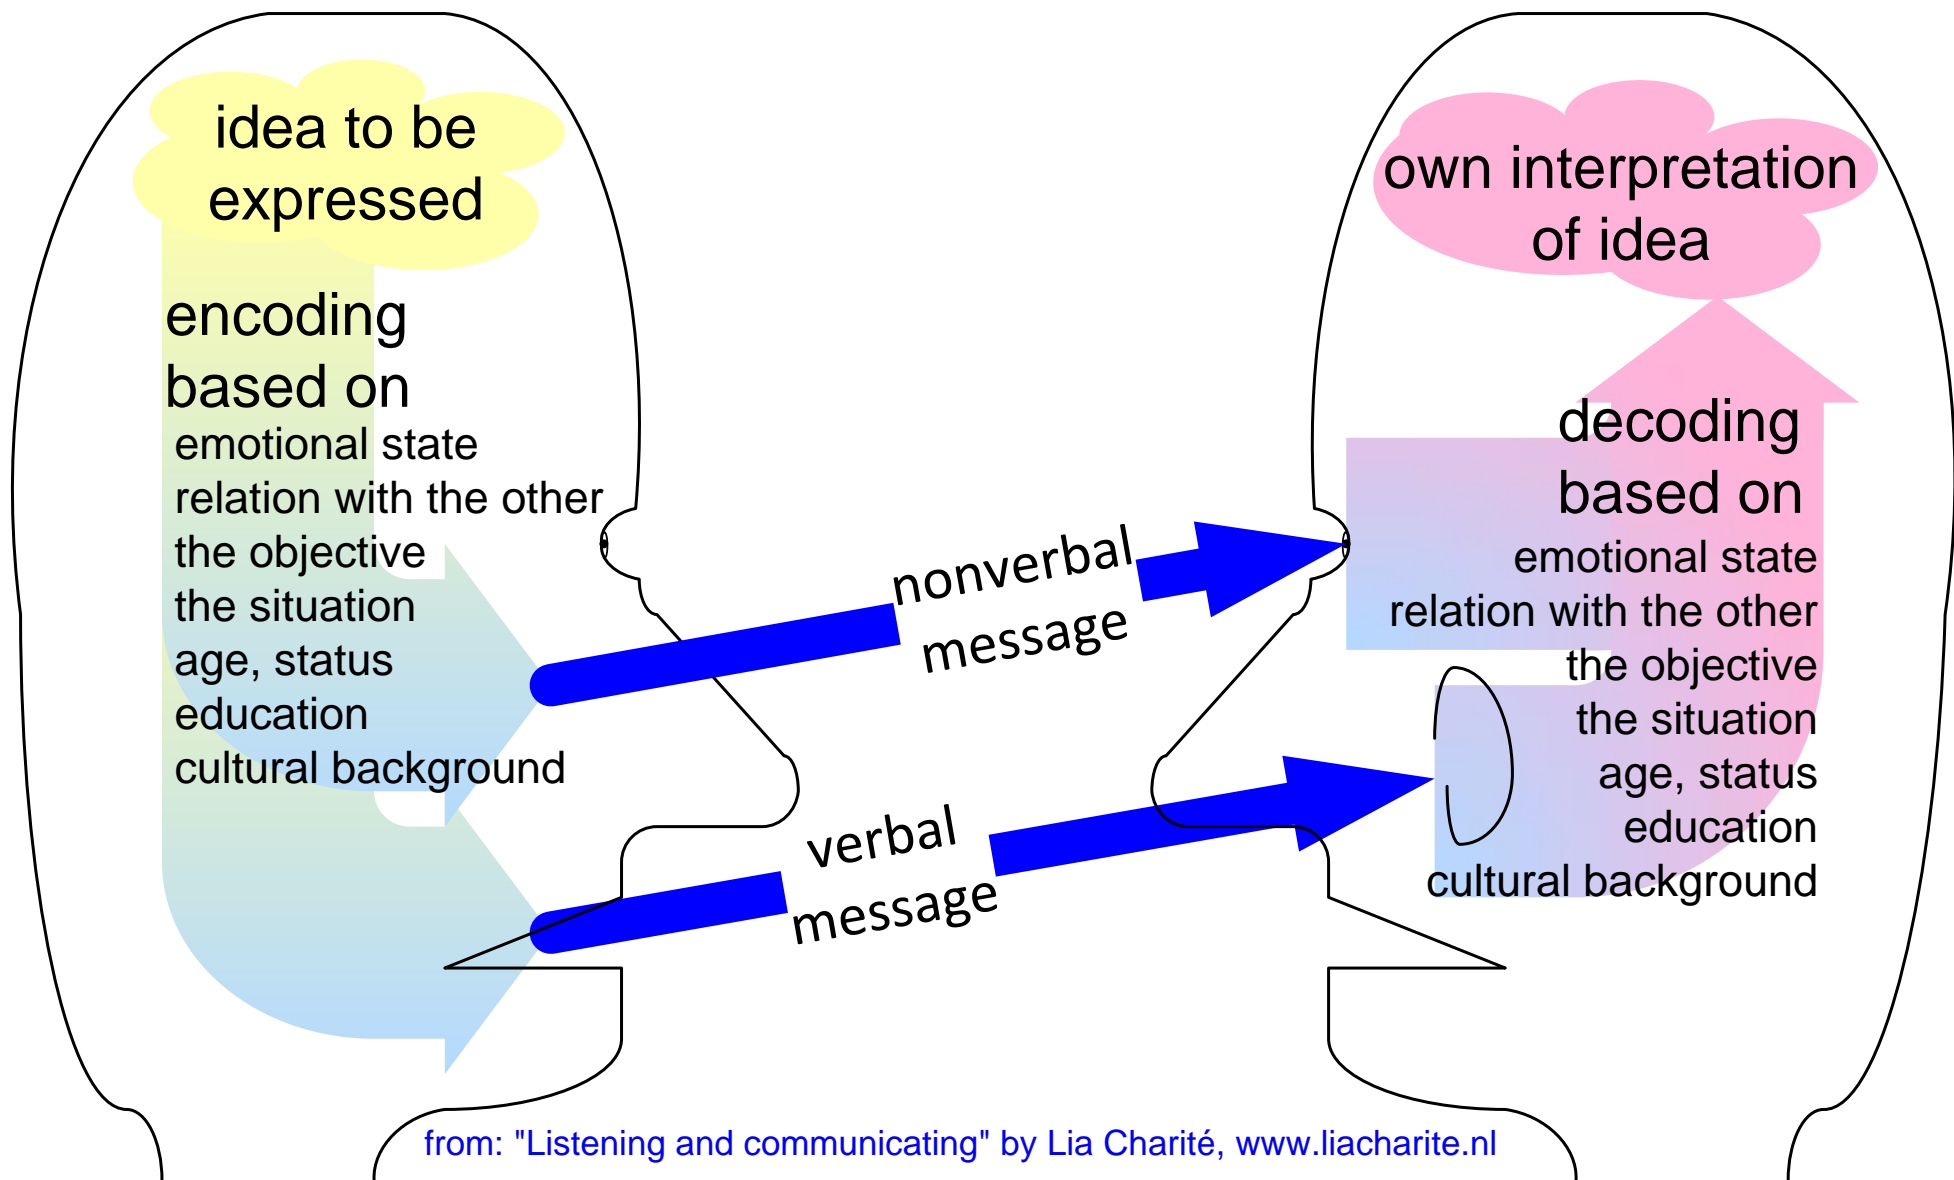 idea to be
expressed
encoding
based on
emotional state
relation with the other
the objective
the situation
age, status
education
cultural background
nonverbal
message
verbal
message
own interpretation
of idea
decoding
based on
emotional state
relation with the other
the objective
the situation
age, status
education
cultural background
from: "Listening and communicating" by Lia Charité, www.liacharite.nl